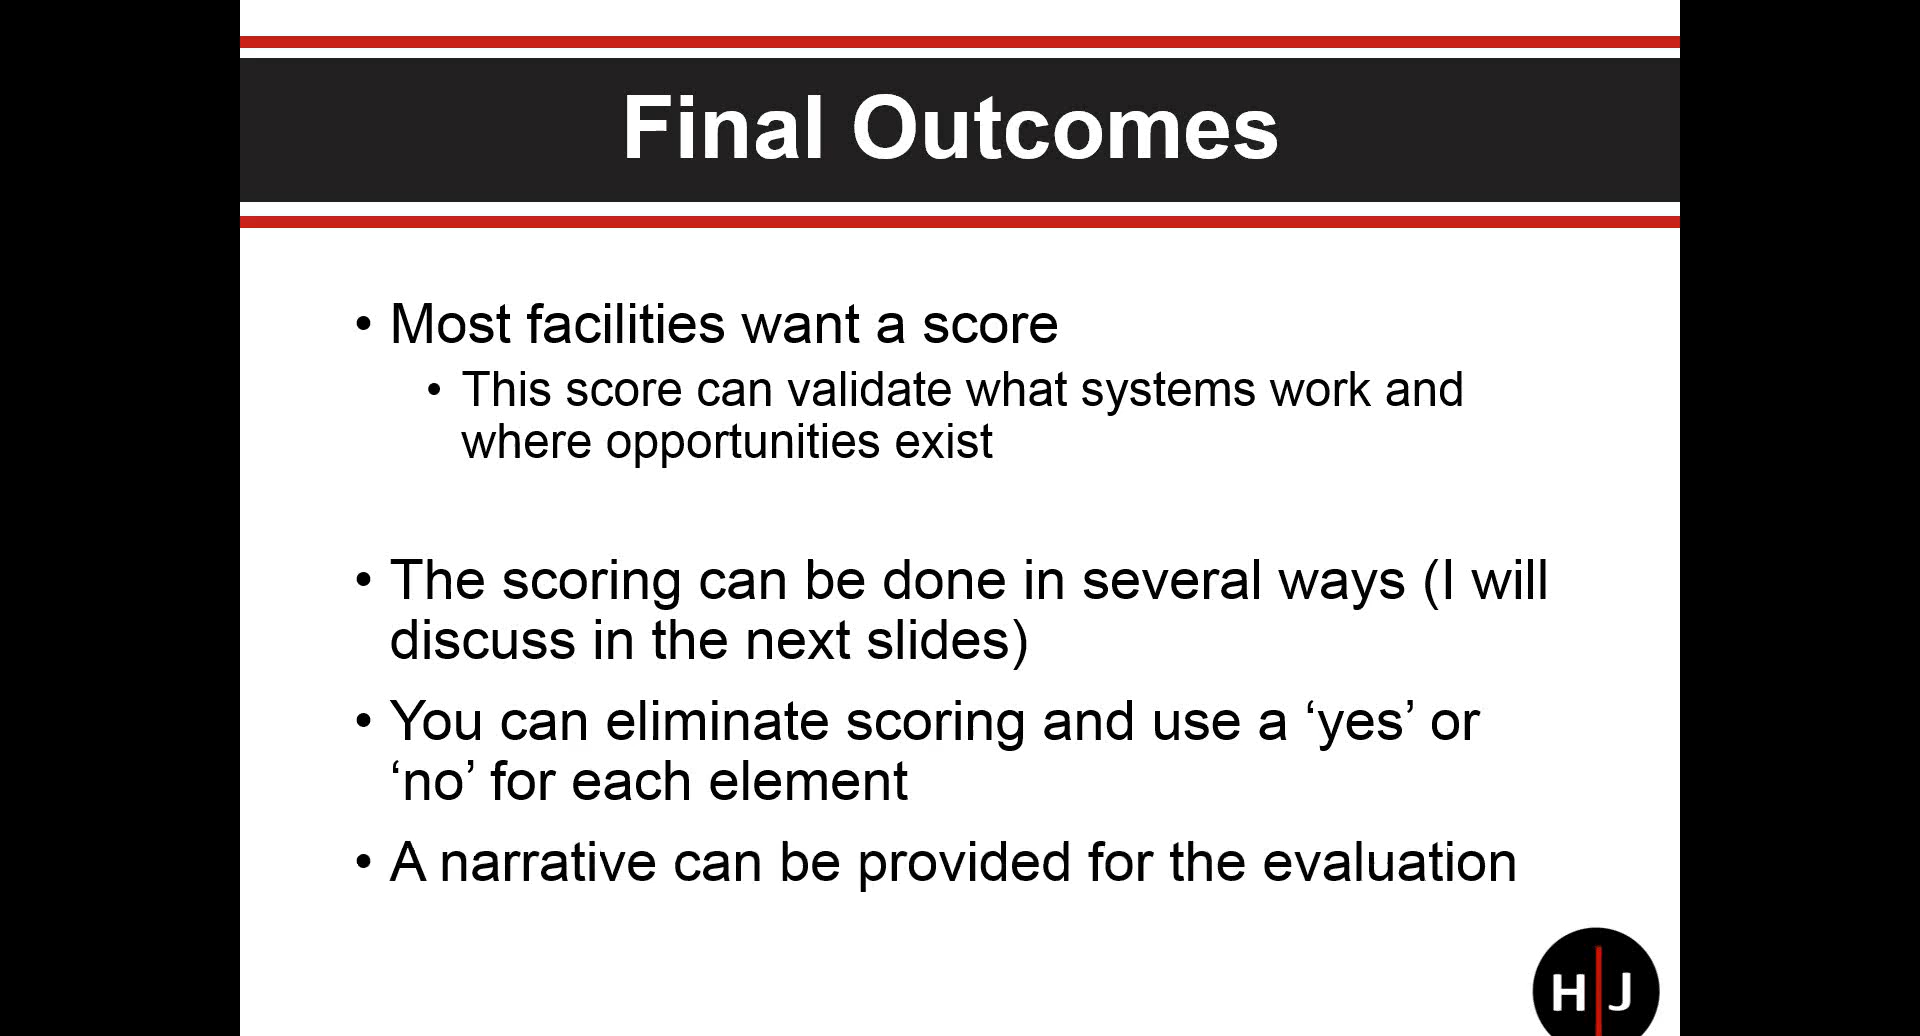 Final Outcomes
• Most facilities want a score
• This score can validate what systems work and
where opportunities exist
• The scoring can be done in several ways (I will
discuss in the next slides)
• You can eliminate scoring and use a ‘yes’ or
‘no’ for each element
• A narrative can be provided for the evaluation
H J